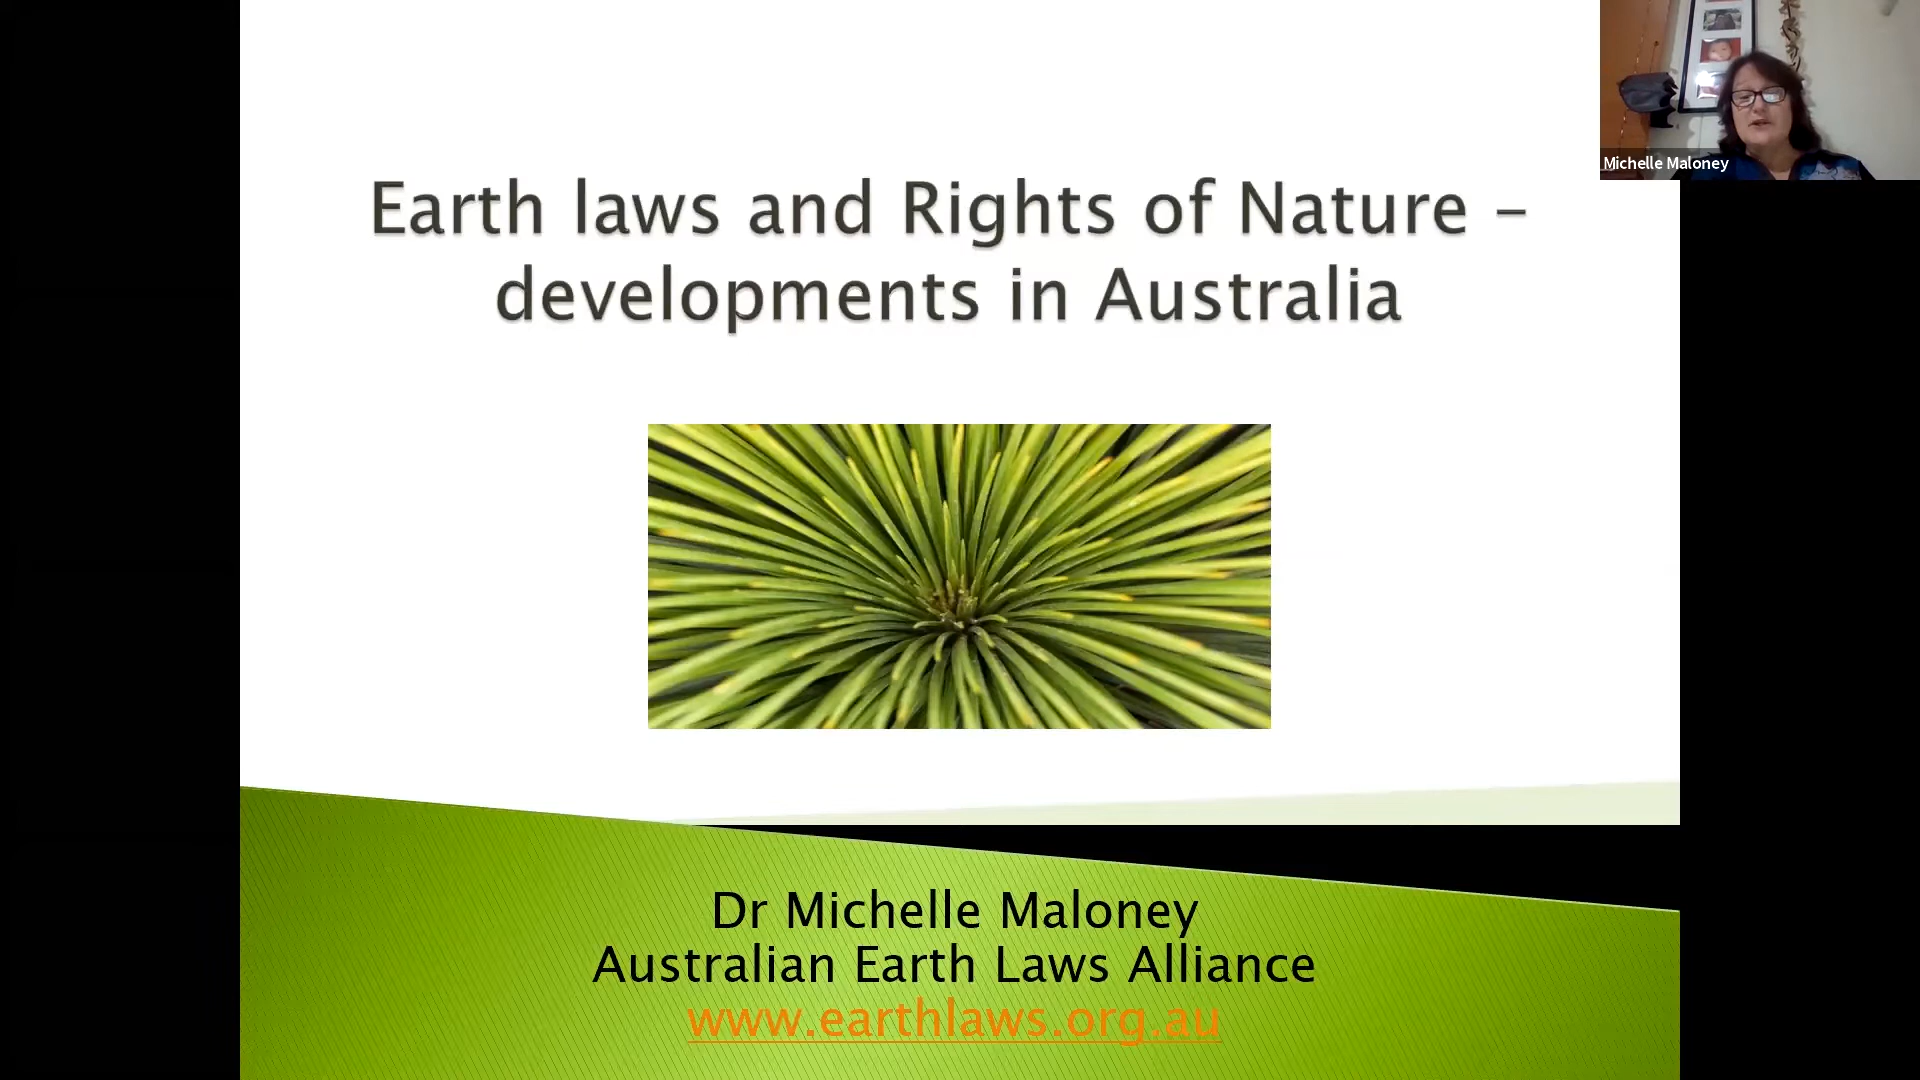 Michelle Maloney
Earth laws and Rights of Nature –
developments in Australia
Dr Michelle Maloney
Australian Earth Laws Alliance
www.earthlaws.org.au